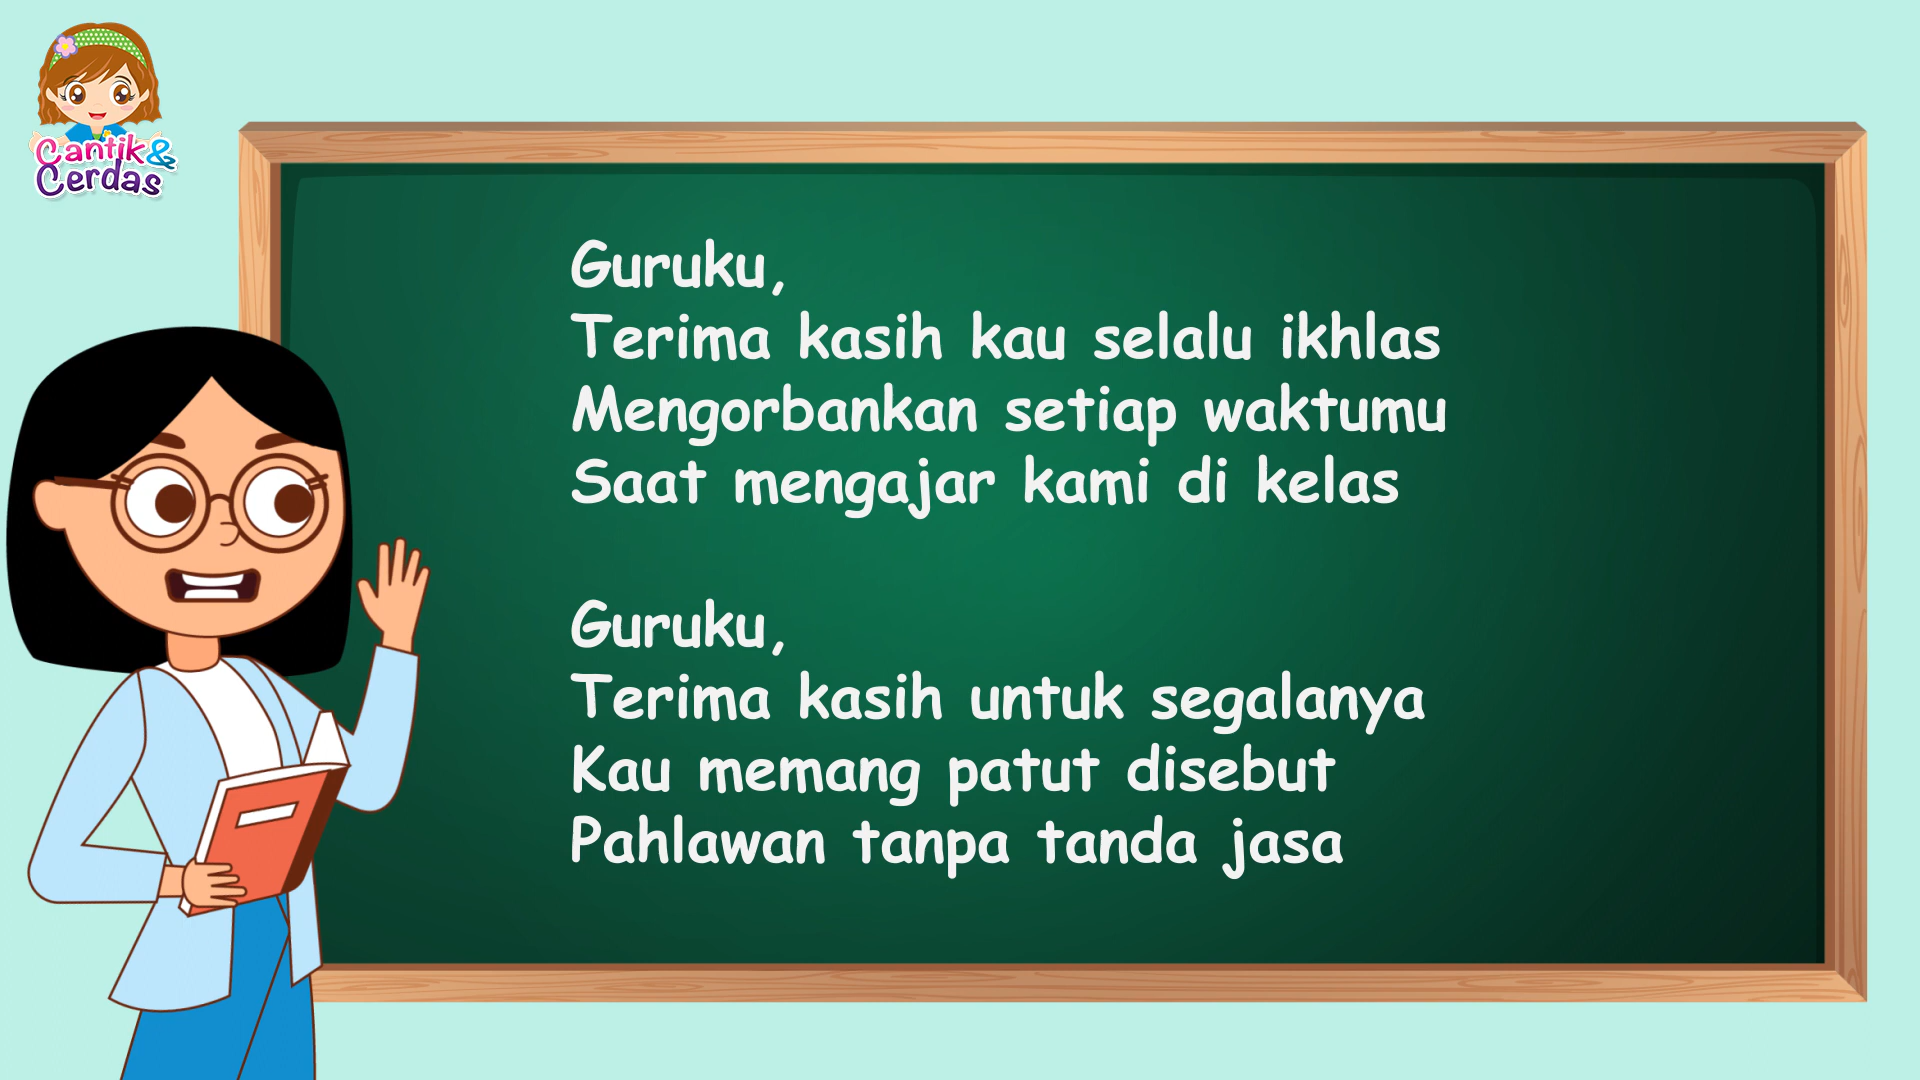 Cantik&
Cerdas
Guruku,
Terima kasih kau selalu ikhlas
Mengorbankan setiap waktumu
Saat mengajar kami di kelas
Guruku,
Terima kasih untuk segalanya
Kau memang patut disebut
Pahlawan tanpa tanda jasa